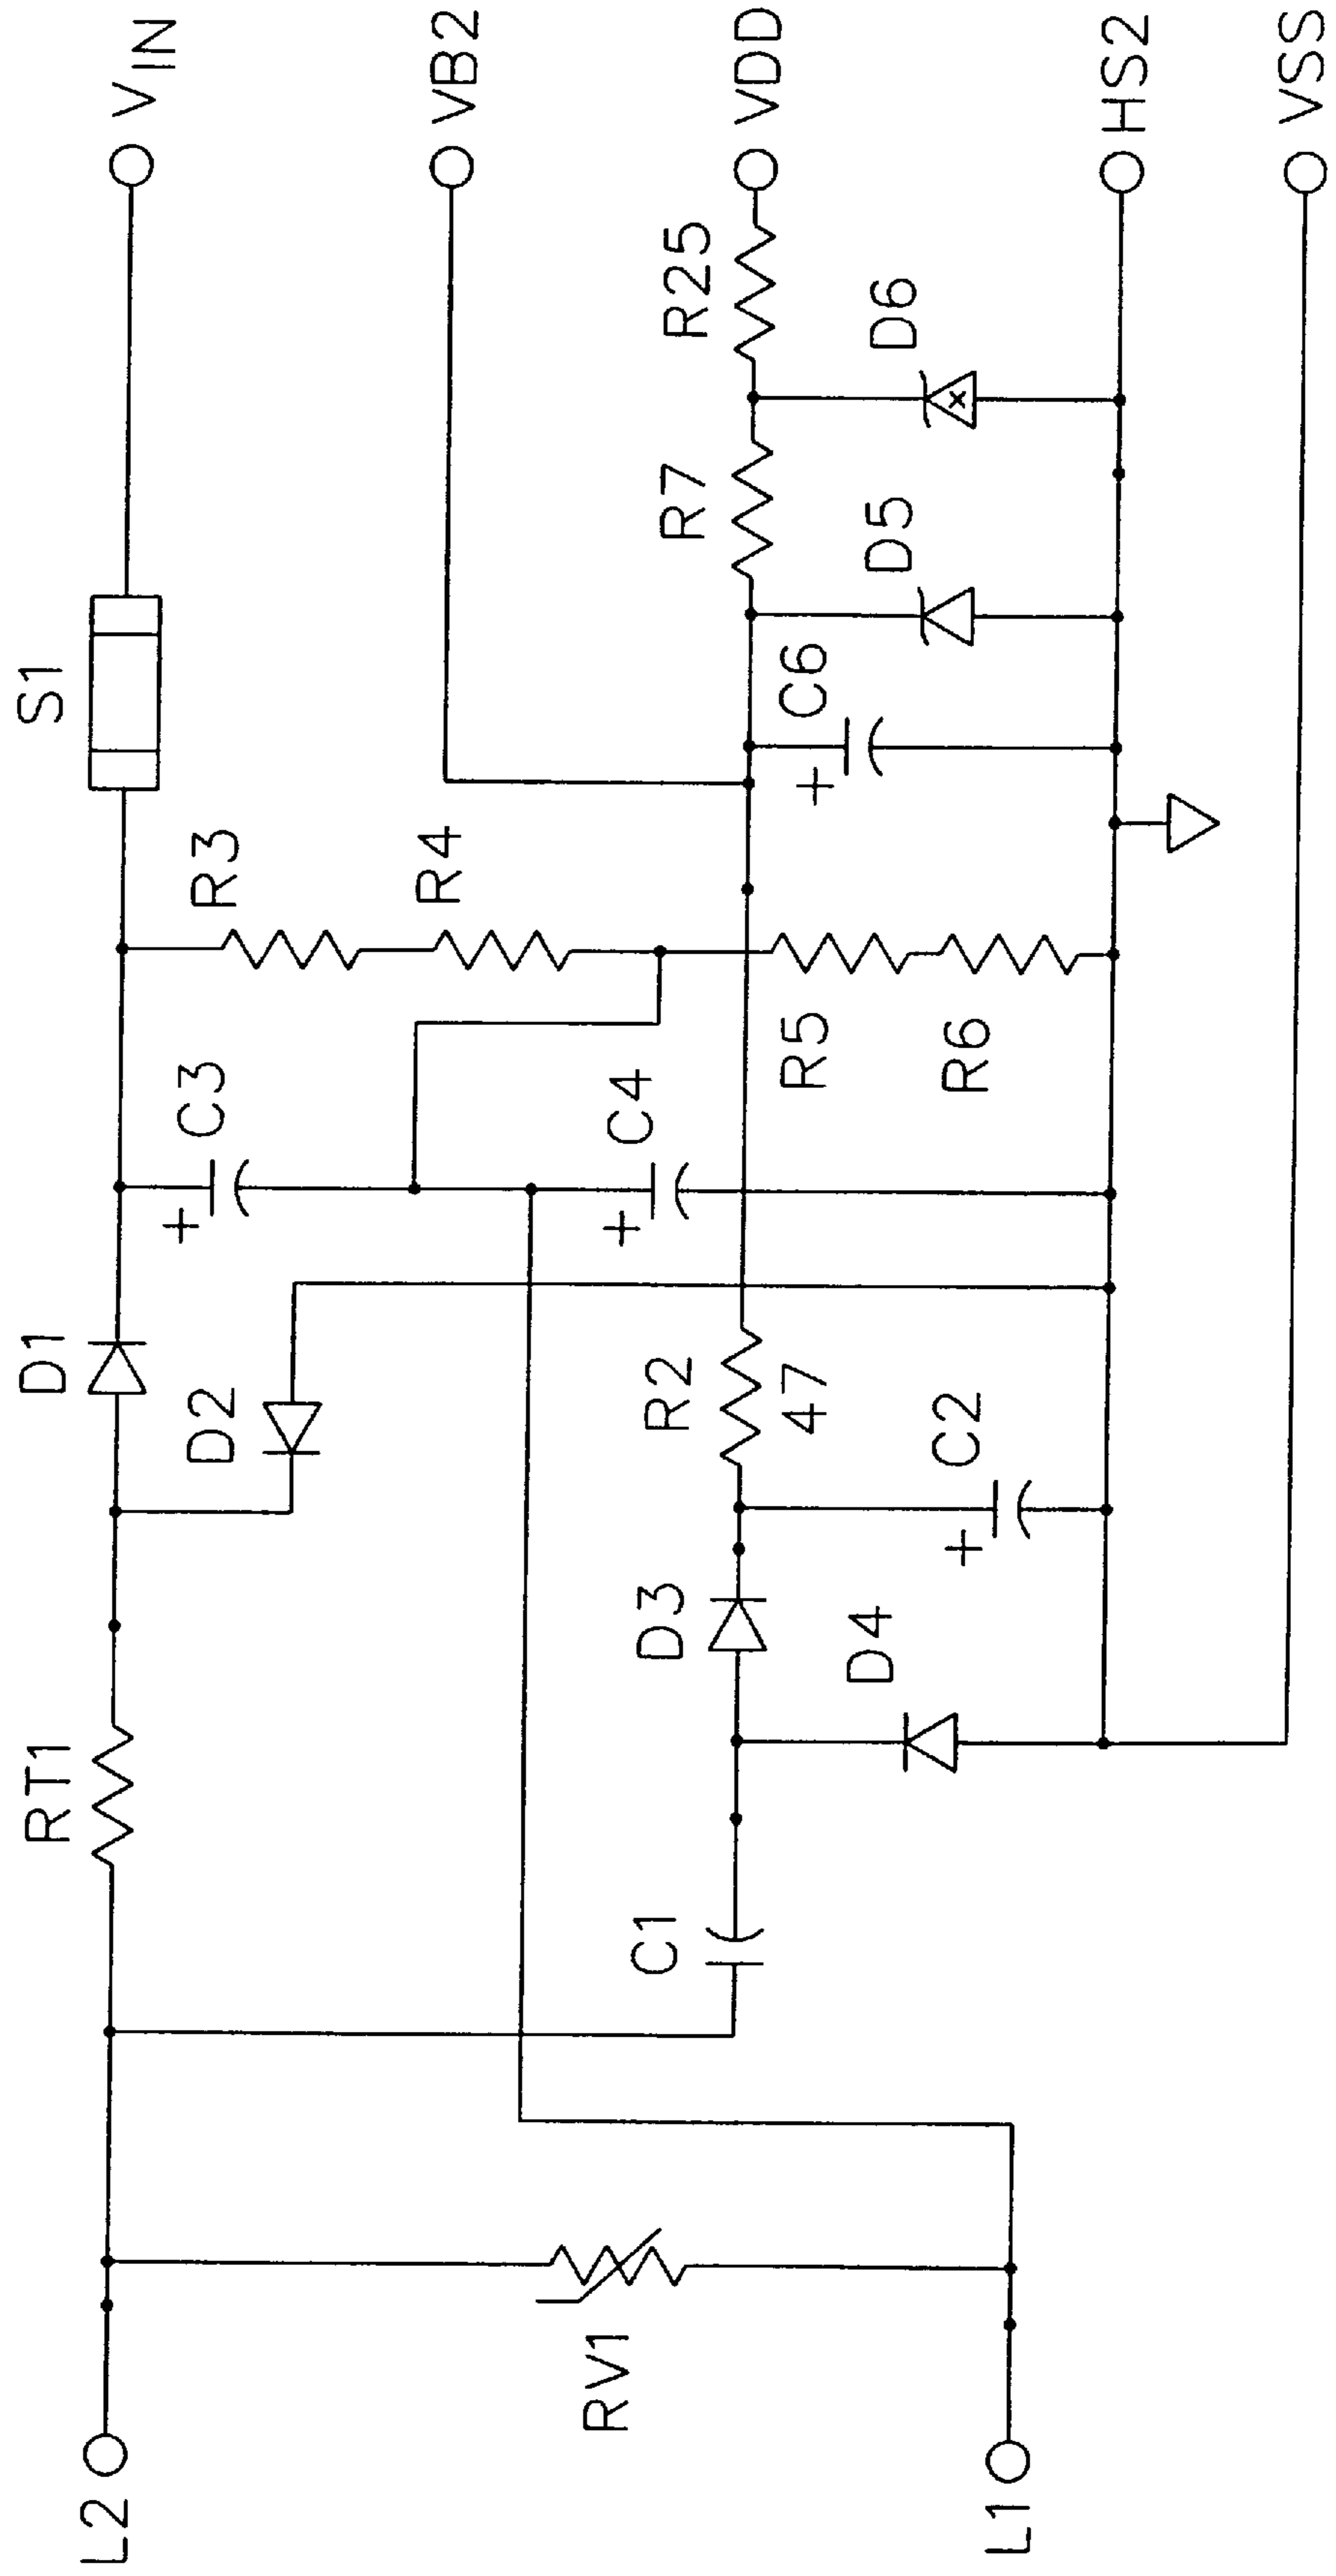 S1
V_IN
D1
R3
VB2
RT1
D2
C3
R4
L2
R7
R25
VDD
R2
47
C4
D5
D6
D3
C6
C1
D4
C2
R5
R6
HS2
RV1
L1
VSS
+
+
+
+